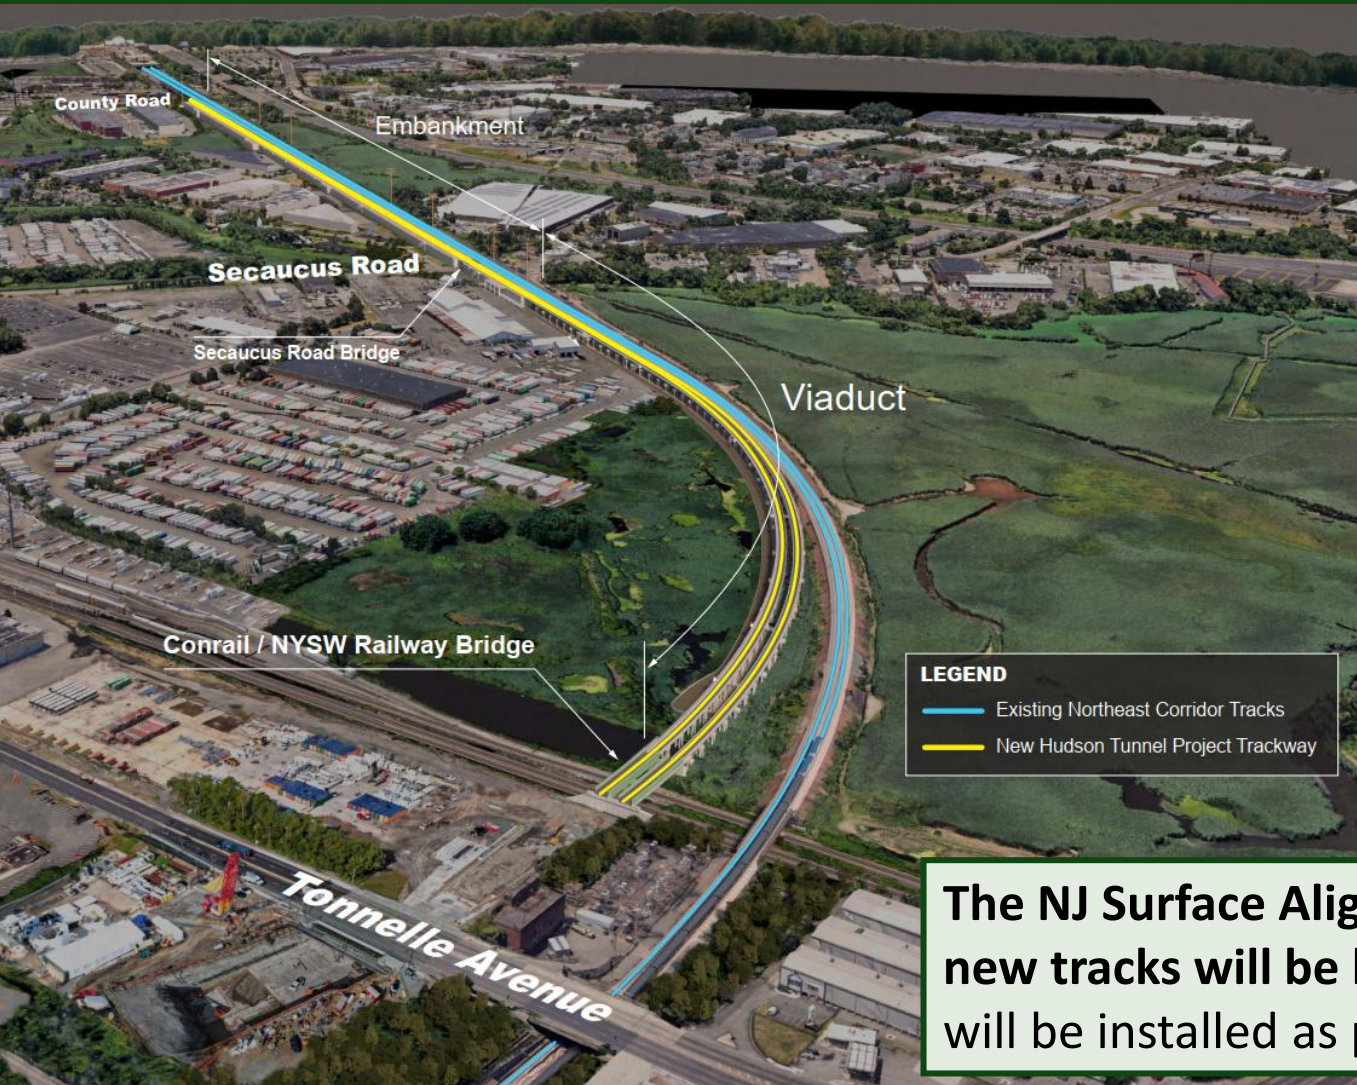 County Road
Embankment
Secaucus Road
Secaucus Road Bridge
Viaduct
Conrail / NYSW Railway Bridge
LEGEND
Existing Northeast Corridor Tracks
New Hudson Tunnel Project Trackway
Tonnelle Avenue
The NJ Surface Alig
new tracks will be
will be installed as